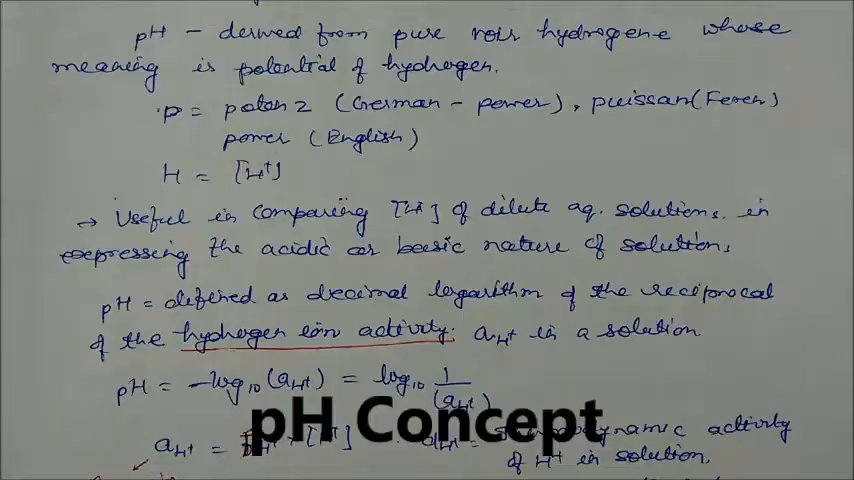 pH – derived from pure voir hydrogene whose
meaning is potential of hydrogen.
p = potenz (German – power), puissan (Feren)
power (English)
H = [H+]
→ Useful in comparing [H+] of dilute aq. solutions. in
expressing the acidic or basic nature of solution,
pH = defined as decimal logarithm of the reciprocal
of the hydrogen ion activity; aH+ in a solution
pH = –log10 (aH+) = log10 1/(aH+)
pH Concept
aH+ = [H+] aH+ = thermodynamic activity
of H+ in solution,